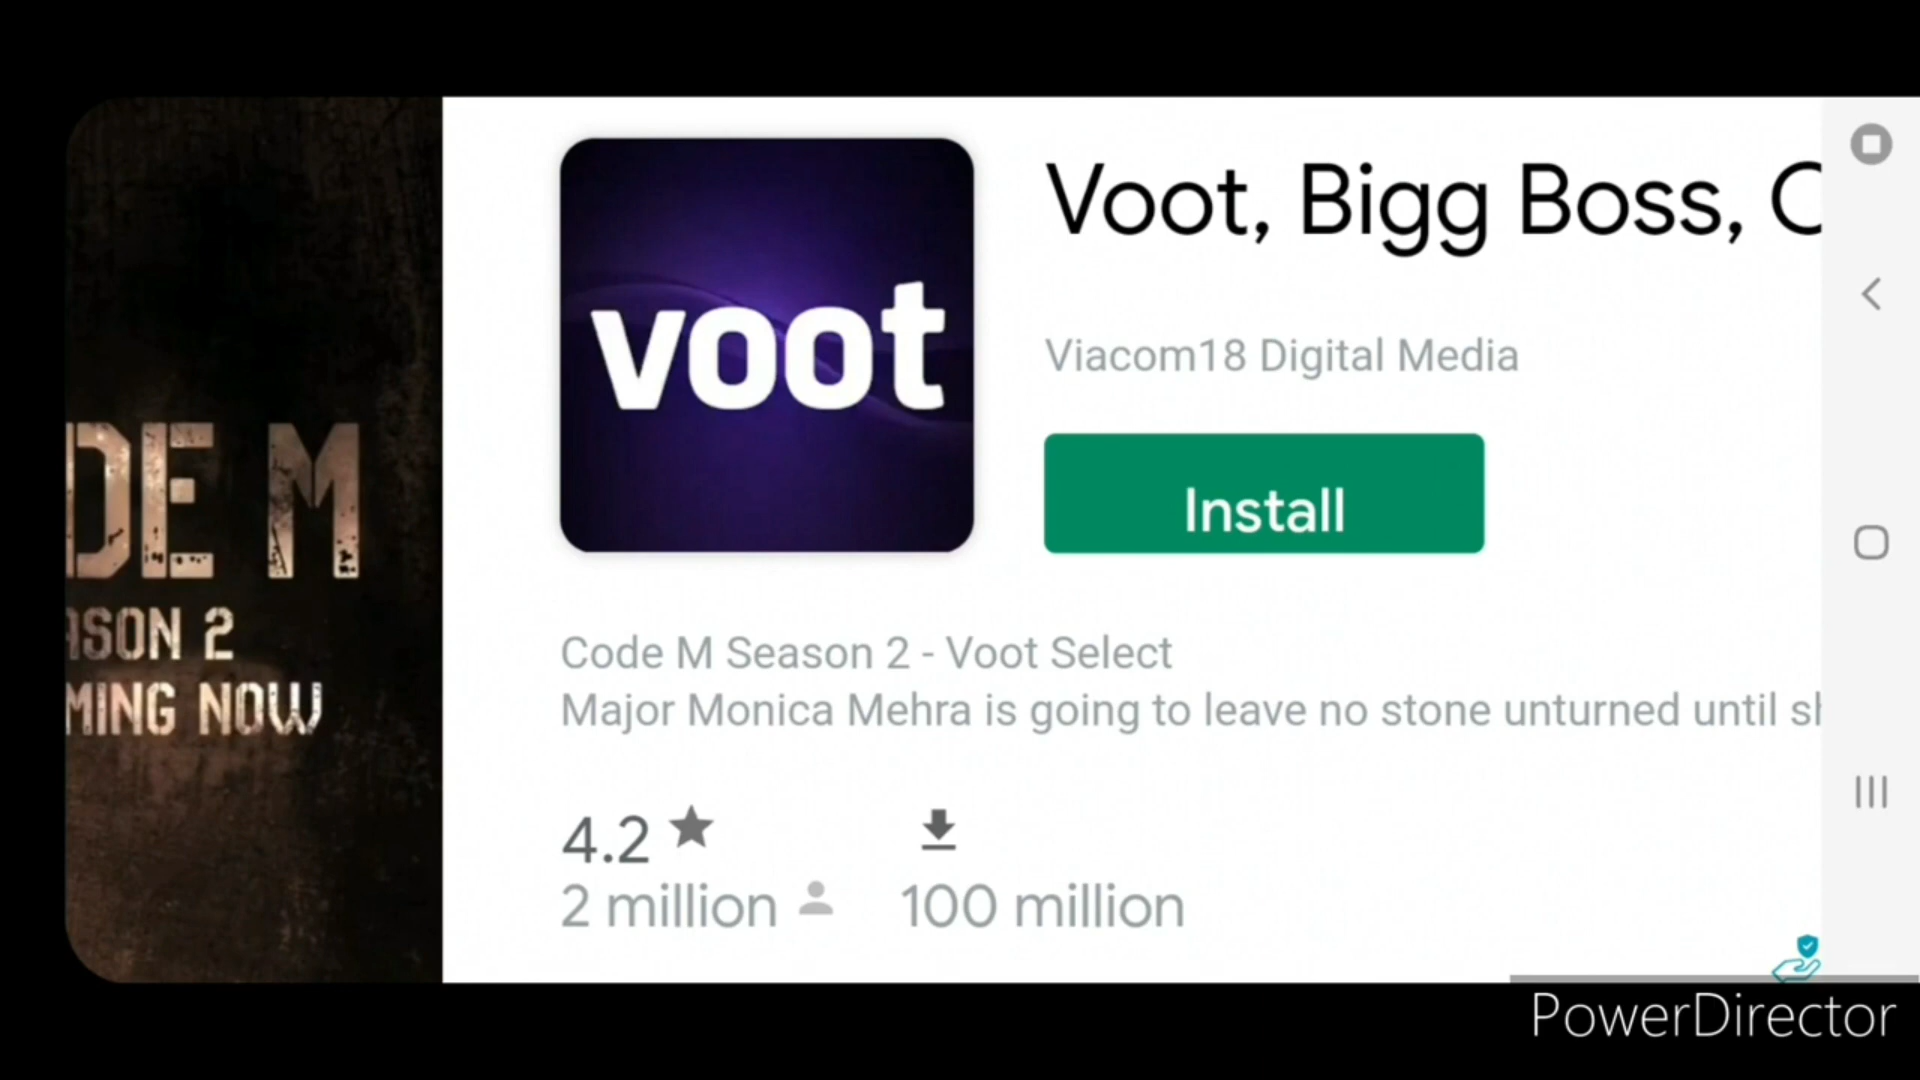 DE M
ASON 2
MING NOW
voot
Voot, Bigg Boss, C
Viacom18 Digital Media
Install
Code M Season 2 - Voot Select
Major Monica Mehra is going to leave no stone unturned until sh
4.2
2 million
100 million
PowerDirector